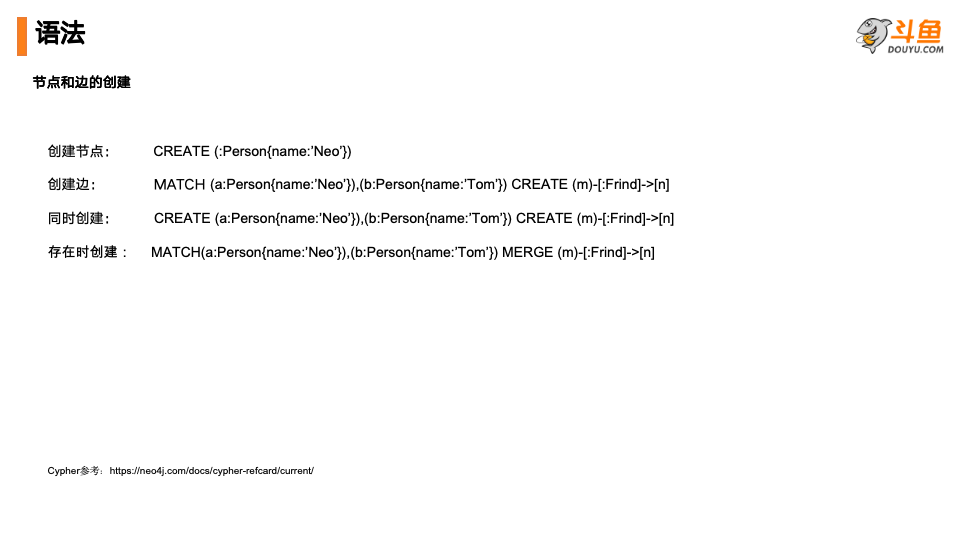 语法
斗鱼
DOUYU.COM
节点和边的创建
创建节点： CREATE (:Person{name:’Neo’})
创建边： MATCH (a:Person{name:’Neo’}),(b:Person{name:’Tom’}) CREATE (m)-[:Frind]->[n]
同时创建： CREATE (a:Person{name:’Neo’}),(b:Person{name:’Tom’}) CREATE (m)-[:Frind]->[n]
存在时创建： MATCH(a:Person{name:’Neo’}),(b:Person{name:’Tom’}) MERGE (m)-[:Frind]->[n]
Cypher参考：https://neo4j.com/docs/cypher-refcard/current/